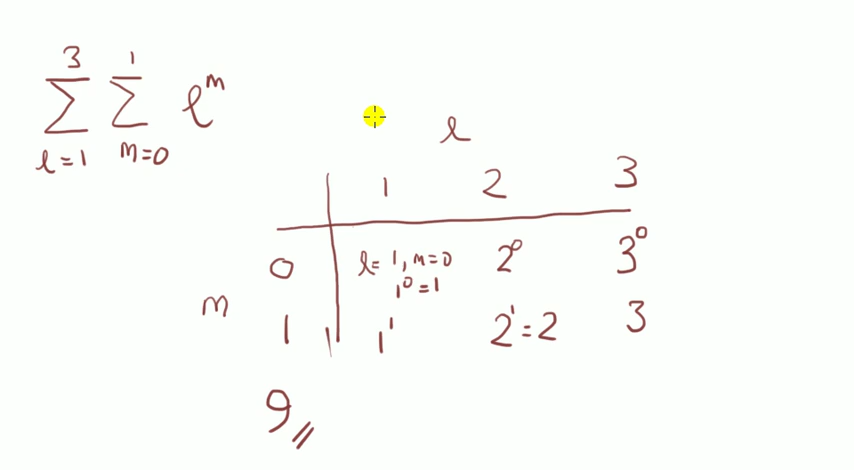 3 1
∑ ∑ ℓ^m
ℓ=1 m=0
ℓ
1 2 3
0 ℓ= 1, m=0 2^0 3^0
1^0=1
m
1 1^1 2^1=2 3
9